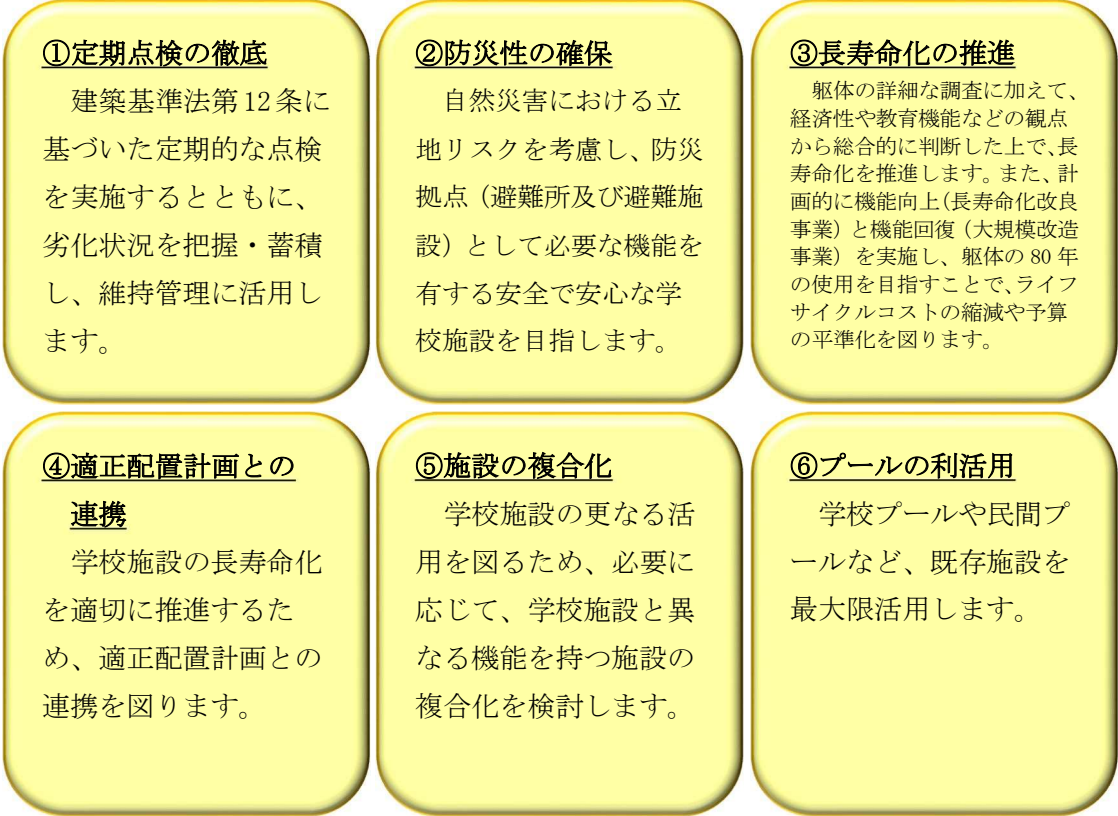 ①定期点検の徹底
建築基準法第12条に
基づいた定期的な点検
を実施するとともに、
劣化状況を把握・蓄積
し、維持管理に活用し
ます。
②防災性の確保
自然災害における立
地リスクを考慮し、防災
拠点（避難所及び避難施
設）として必要な機能を
有する安全で安心な学
校施設を目指します。
③長寿命化の推進
躯体の詳細な調査に加えて、
経済性や教育機能などの観点
から総合的に判断した上で、長
寿命化を推進します。また、計
画的に機能向上（長寿命化改良
事業）と機能回復（大規模改造
事業）を実施し、躯体の 80 年
の使用を目指すことで、ライフ
サイクルコストの縮減や予算
の平準化を図ります。
④適正配置計画との
連携
学校施設の長寿命化
を適切に推進するた
め、適正配置計画との
連携を図ります。
⑤施設の複合化
学校施設の更なる活
用を図るため、必要に
応じて、学校施設と異
なる機能を持つ施設の
複合化を検討します。
⑥プールの利活用
学校プールや民間プ
ールなど、既存施設を
最大限活用します。